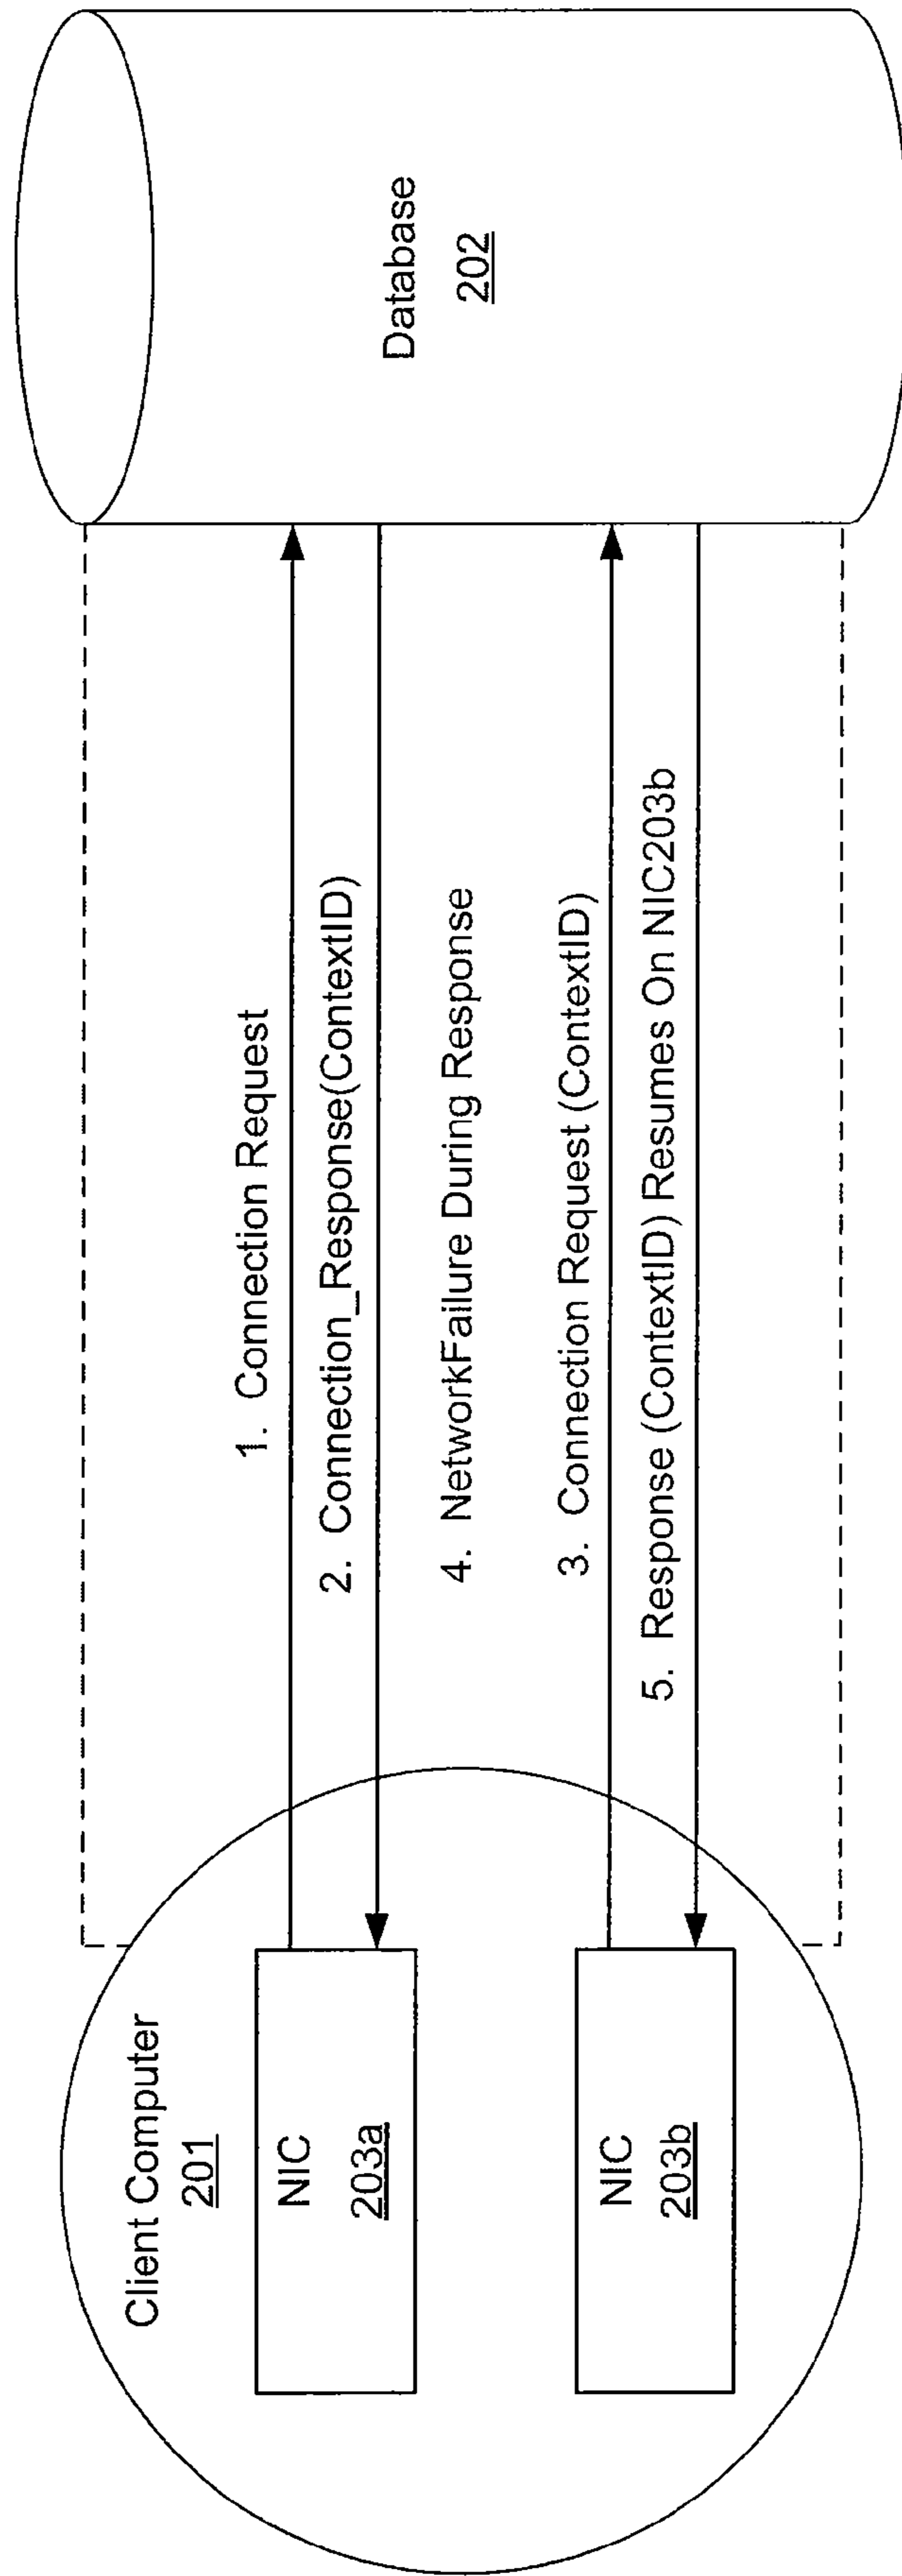 Client Computer
201
NIC
203a
NIC
203b
1. Connection Request
2. Connection_Response(ContextID)
4. NetworkFailure During Response
3. Connection Request (ContextID)
5. Response (ContextID) Resumes On NIC203b
Database
202